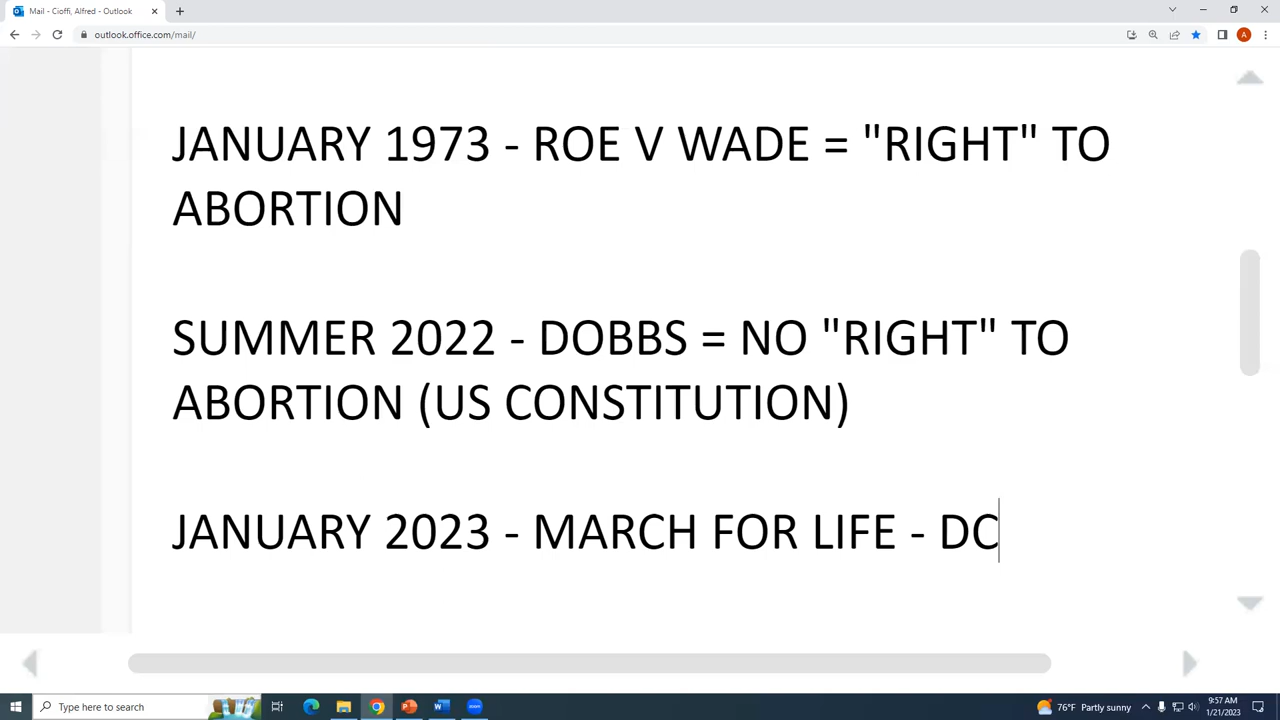 Mail - Cioffi, Alfred - Outlook
outlook.office.com/mail/
A
JANUARY 1973 - ROE V WADE = "RIGHT" TO
ABORTION
SUMMER 2022 - DOBBS = NO "RIGHT" TO
ABORTION (US CONSTITUTION)
JANUARY 2023 - MARCH FOR LIFE - DC
Type here to search
76°F Partly sunny
9:57 AM
1/21/2023